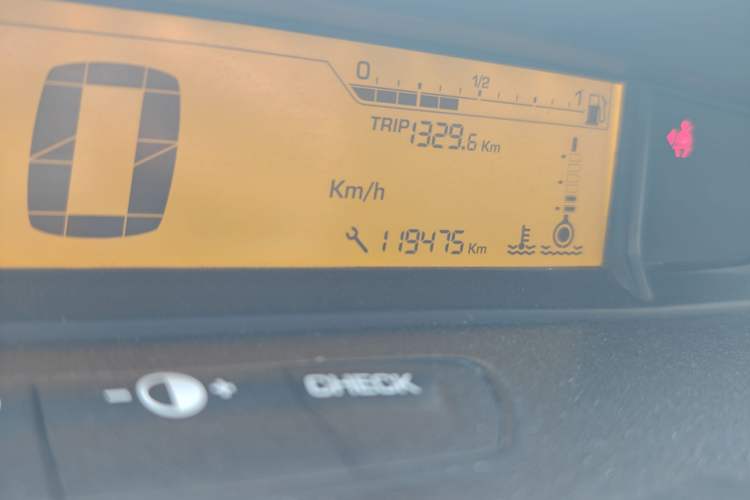 0 1/2 1
TRIP 1329.6 Km
0
Km/h
119475 Km
- +
CHECK